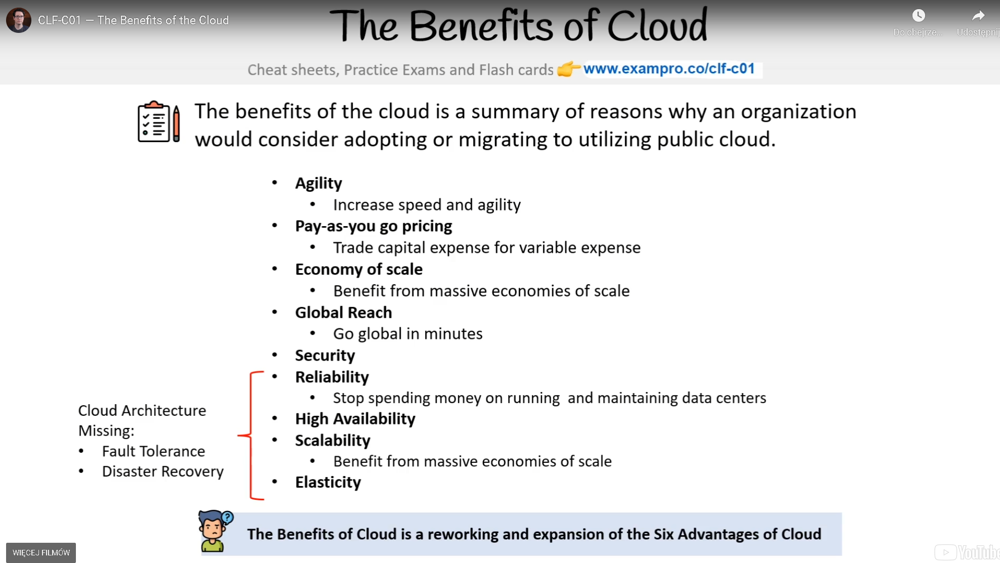 CLF-C01 — The Benefits of the Cloud
The Benefits of Cloud
Do obejrze...
Udostępnij
Cheat sheets, Practice Exams and Flash cards 👉 www.exampro.co/clf-c01
The benefits of the cloud is a summary of reasons why an organization
would consider adopting or migrating to utilizing public cloud.
• Agility
• Increase speed and agility
• Pay-as-you go pricing
• Trade capital expense for variable expense
• Economy of scale
• Benefit from massive economies of scale
• Global Reach
• Go global in minutes
• Security
• Reliability
• Stop spending money on running and maintaining data centers
• High Availability
• Scalability
• Benefit from massive economies of scale
• Elasticity
Cloud Architecture
Missing:
• Fault Tolerance
• Disaster Recovery
?
The Benefits of Cloud is a reworking and expansion of the Six Advantages of Cloud
WIĘCEJ FILMÓW
YouTube